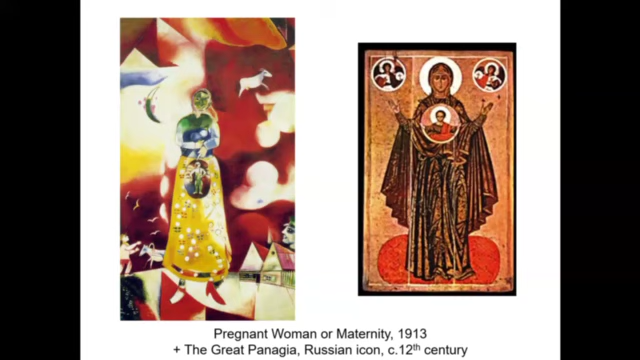 Pregnant Woman or Maternity, 1913
+ The Great Panagia, Russian icon, c.12th century